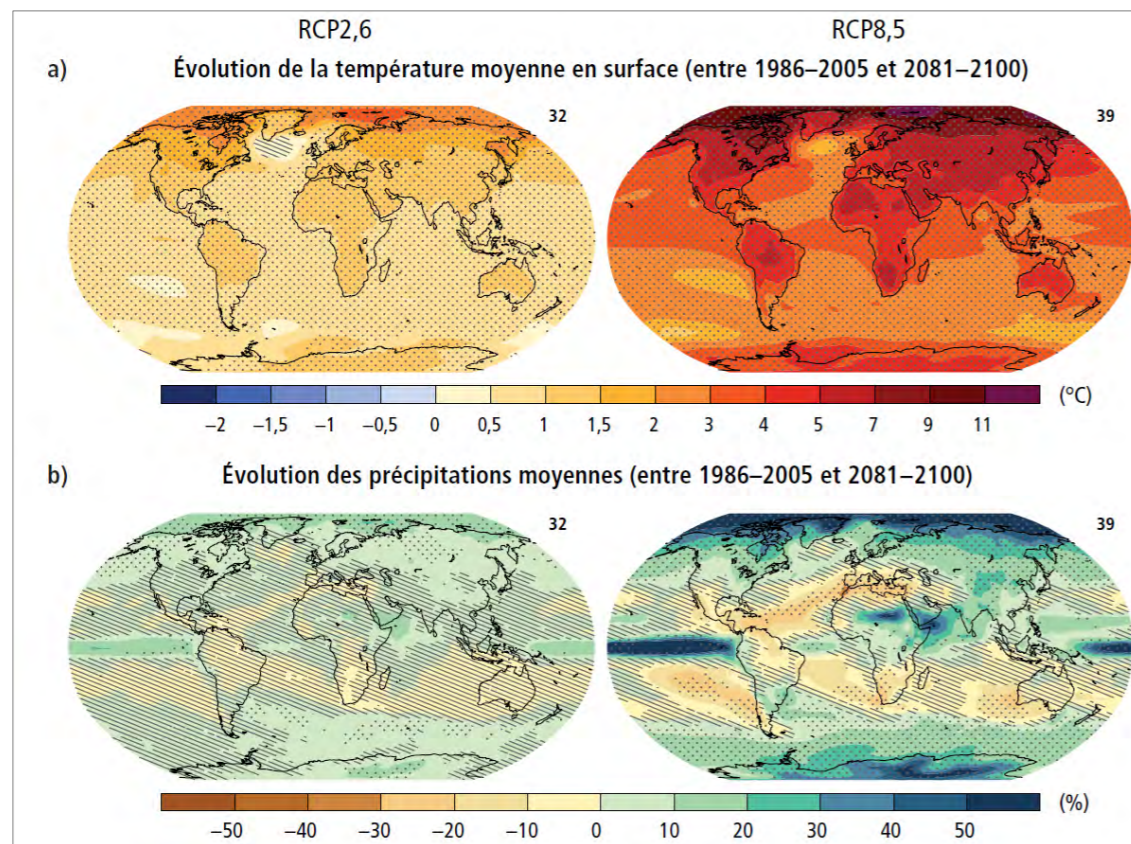 RCP2,6 RCP8,5
a) Évolution de la température moyenne en surface (entre 1986–2005 et 2081–2100)
32 39
−2 −1,5 −1 −0,5 0 0,5 1 1,5 2 3 4 5 7 9 11 (°C)
b) Évolution des précipitations moyennes (entre 1986–2005 et 2081–2100)
32 39
−50 −40 −30 −20 −10 0 10 20 30 40 50 (%)